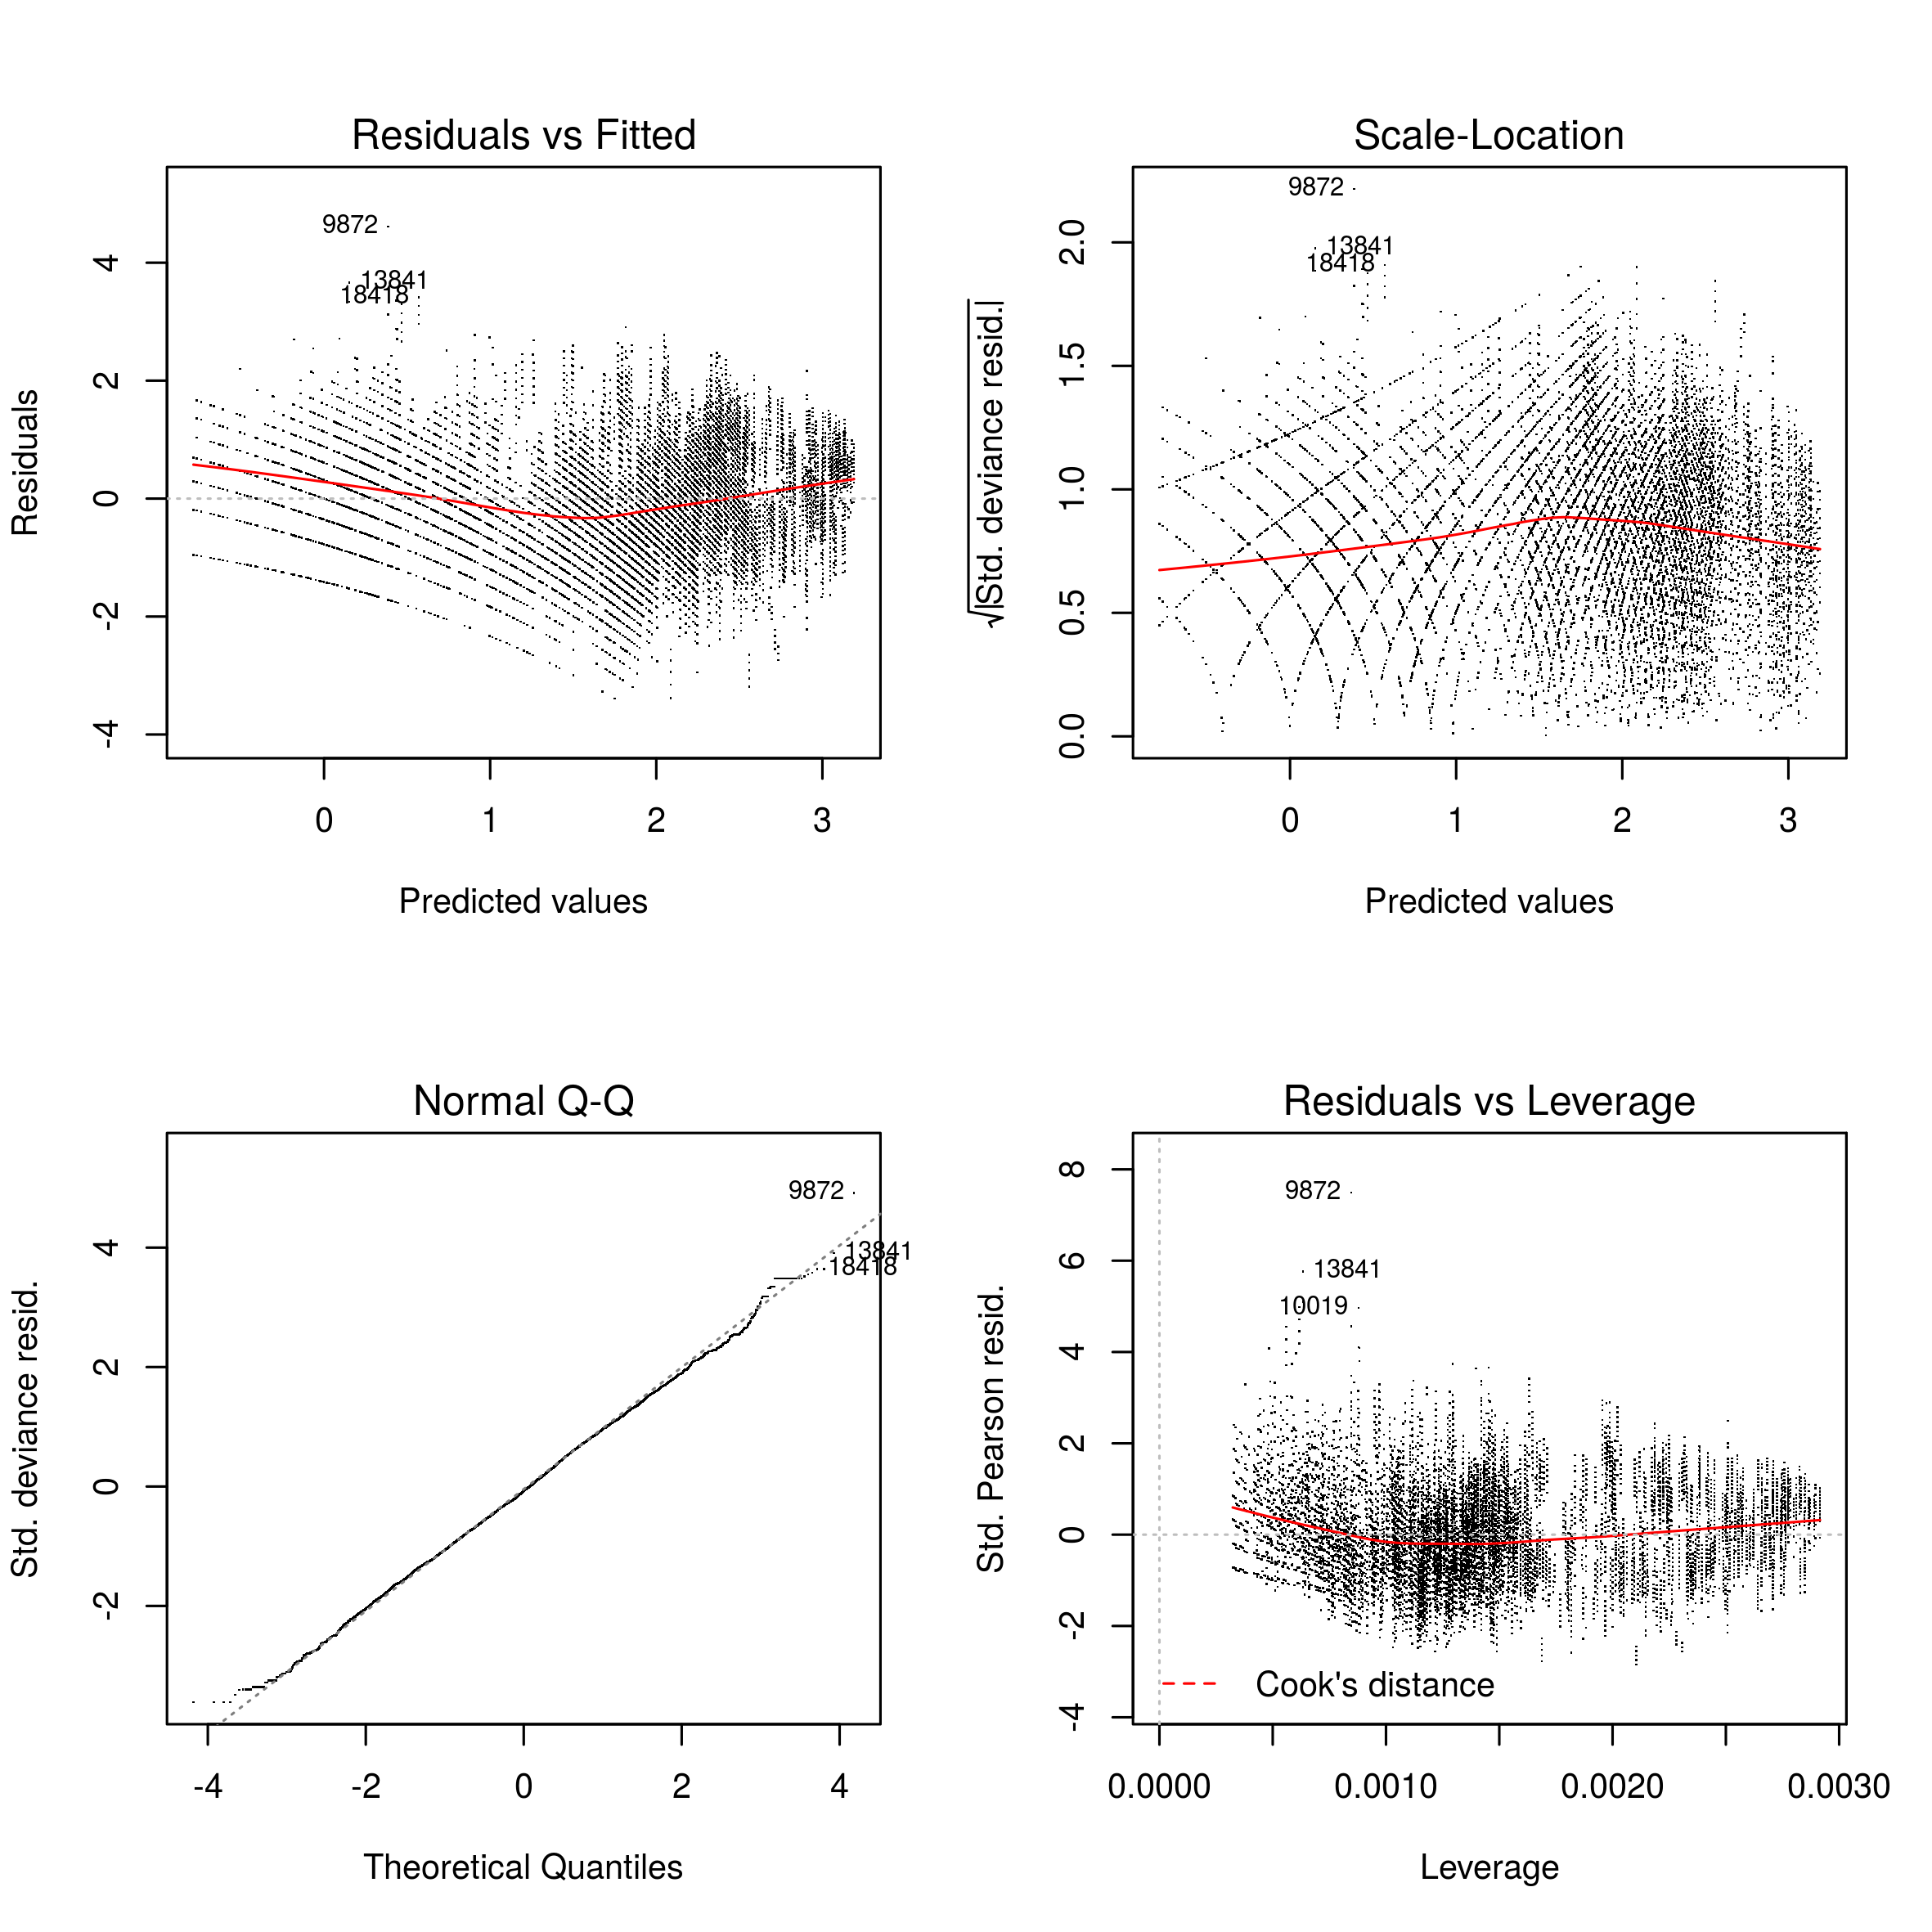 Residuals vs Fitted
Residuals
4
2
0
-2
-4
9872
13841
18418
0 1 2 3
Predicted values
Scale-Location
√|Std. deviance resid.|
2.0
1.5
1.0
0.5
0.0
9872
13841
18418
0 1 2 3
Predicted values
Normal Q-Q
Std. deviance resid.
4
2
0
-2
9872
13841
18418
-4 -2 0 2 4
Theoretical Quantiles
Residuals vs Leverage
Std. Pearson resid.
8
6
4
2
0
-2
-4
9872
13841
10019
Cook's distance
0.0000 0.0010 0.0020 0.0030
Leverage